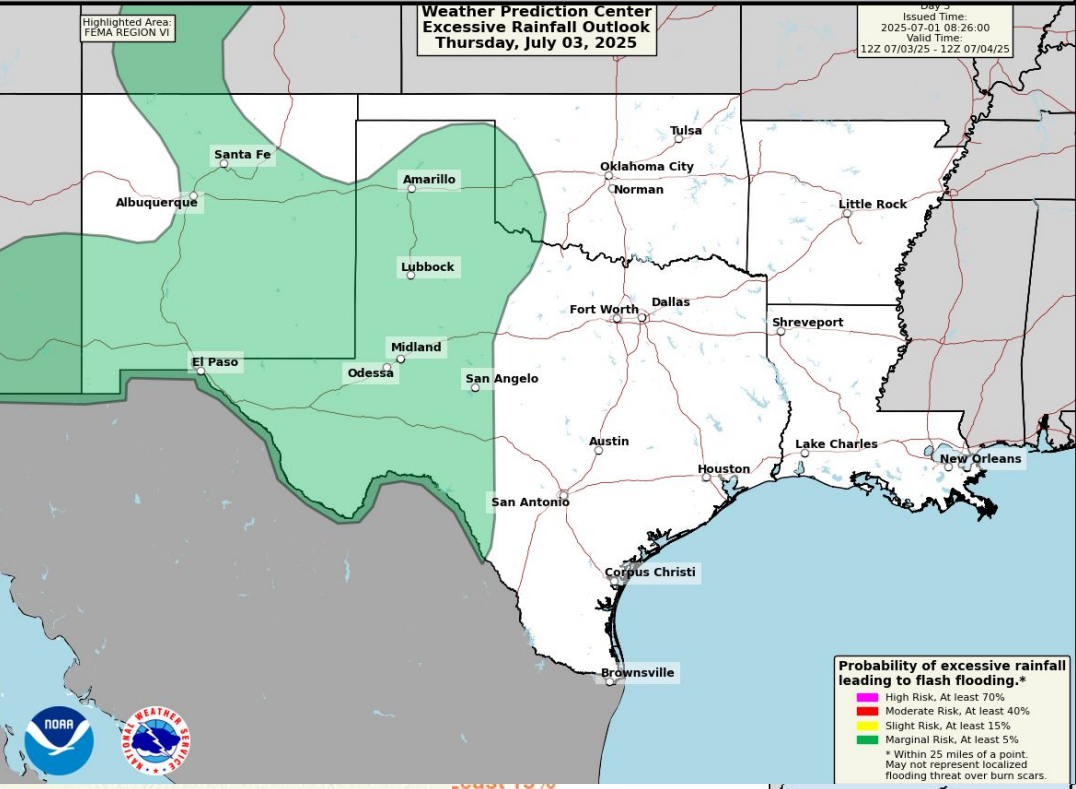 Weather Prediction Center
Excessive Rainfall Outlook
Thursday, July 03, 2025
Highlighted Area:
FEMA REGION VI
Day 3
Issued Time:
2025-07-01 08:26:00
Valid Time:
12Z 07/03/25 - 12Z 07/04/25
Tulsa
Santa Fe
Oklahoma City
Amarillo
Norman
Albuquerque
Little Rock
Lubbock
Dallas
Fort Worth
Shreveport
Midland
El Paso
Odessa
San Angelo
Austin
Lake Charles
New Orleans
Houston
San Antonio
Corpus Christi
Brownsville
Probability of excessive rainfall
leading to flash flooding.*
High Risk, At least 70%
Moderate Risk, At least 40%
Slight Risk, At least 15%
Marginal Risk, At least 5%
* Within 25 miles of a point.
May not represent localized
flooding threat over burn scars.
NOAA
NATIONAL WEATHER SERVICE